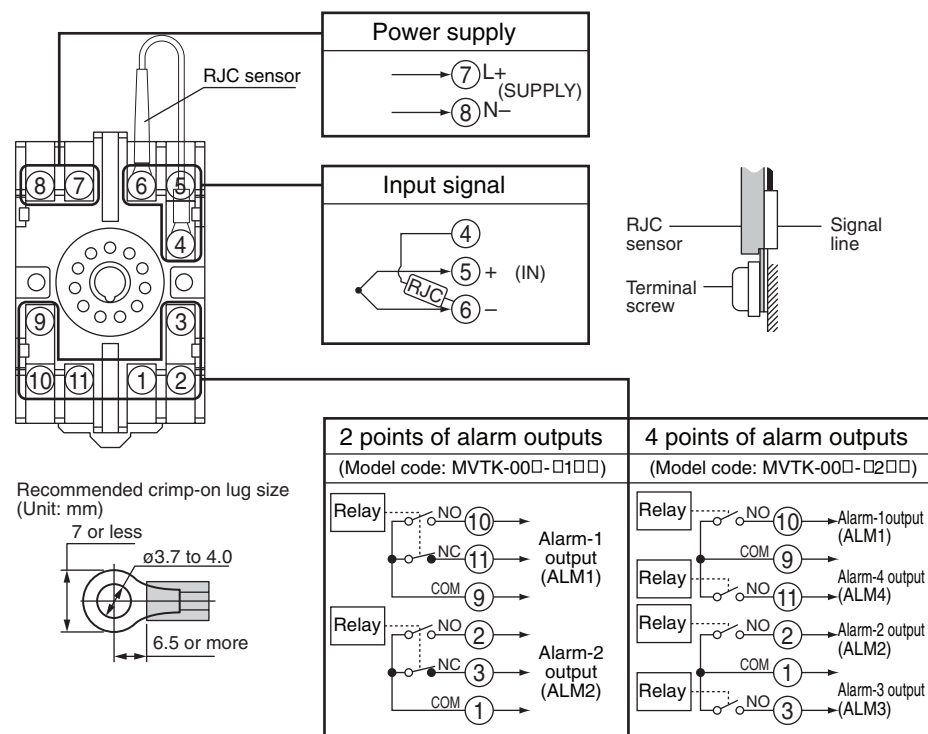 Power supply
7 L+
(SUPPLY)
8 N–
RJC sensor
8 7 6 5
4
9 3
10 11 1 2
Input signal
4
5 + (IN)
RJC
6 –
RJC
sensor
Signal
line
Terminal
screw
Recommended crimp-on lug size
(Unit: mm)
7 or less
ø3.7 to 4.0
6.5 or more
2 points of alarm outputs
(Model code: MVTK-00□-□1□□)
Relay
NO 10
NC 11
COM 9
Alarm-1
output
(ALM1)
Relay
NO 2
NC 3
COM 1
Alarm-2
output
(ALM2)
4 points of alarm outputs
(Model code: MVTK-00□-□2□□)
Relay
NO 10
Alarm-1output
(ALM1)
COM 9
Relay
NO 11
Alarm-4 output
(ALM4)
Relay
NO 2
Alarm-2 output
(ALM2)
COM 1
Relay
NO 3
Alarm-3 output
(ALM3)